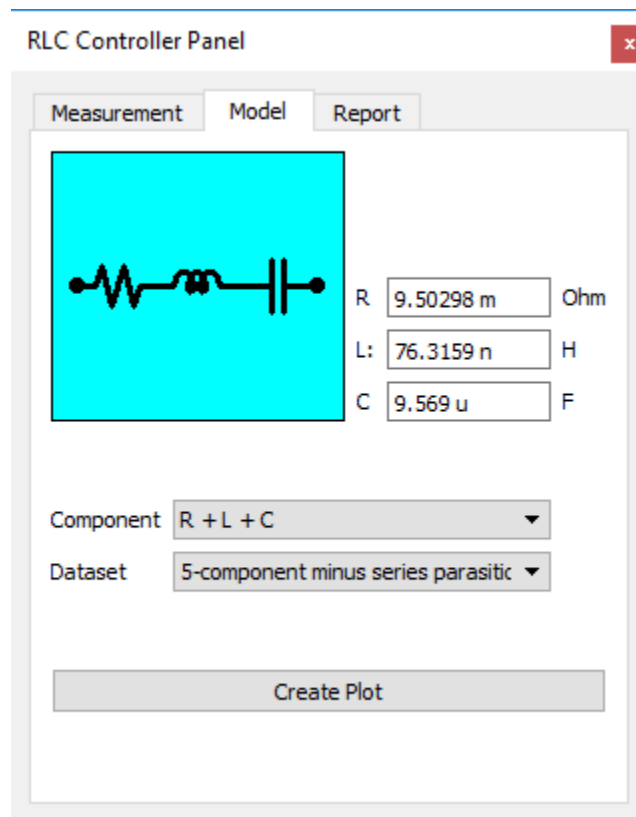 RLC Controller Panel
x
Measurement Model Report
R 9.50298 m Ohm
L: 76.3159 n H
C 9.569 u F
Component R + L + C
Dataset 5-component minus series parasitic
Create Plot